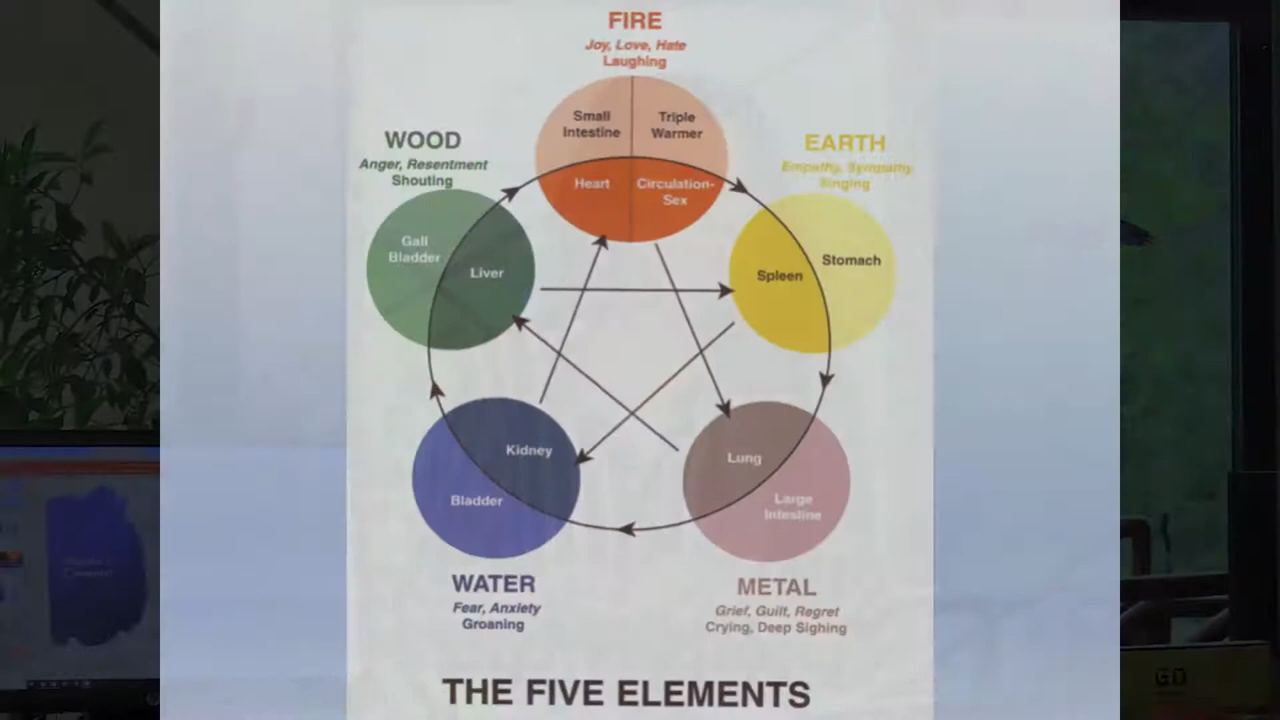 FIRE
Joy, Love, Hate
Laughing
Small
Intestine
Triple
Warmer
Heart
Circulation-
Sex
WOOD
Anger, Resentment
Shouting
Gall
Bladder
Liver
EARTH
Empathy, Sympathy
Singing
Spleen
Stomach
Kidney
Bladder
Lung
Large
Intestine
WATER
Fear, Anxiety
Groaning
METAL
Grief, Guilt, Regret
Crying, Deep Sighing
THE FIVE ELEMENTS
GO